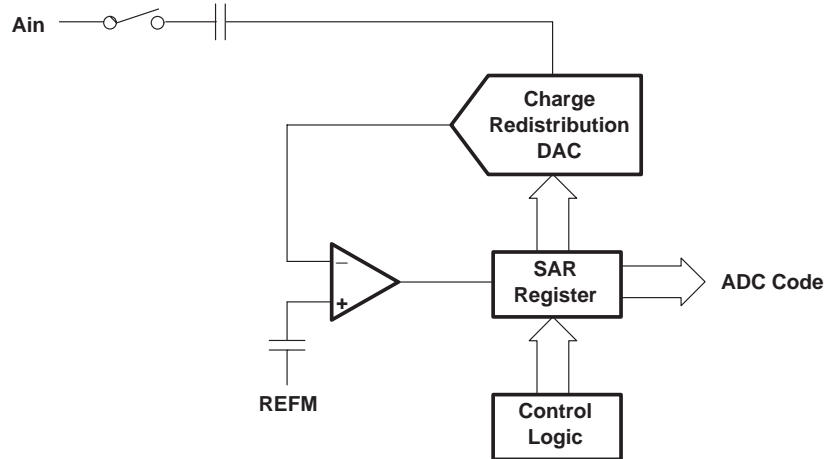 Ain
Charge
Redistribution
DAC
_
+
SAR
Register
ADC Code
REFM
Control
Logic